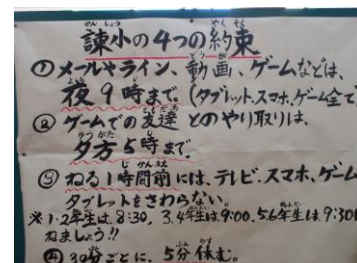 諫小の4つの約束
①メールやライン、動画、ゲームなどは、
夜9時まで。(タブレット.スマホ.ゲーム全て
②ゲームでの友達とのやり取りは、
夕方5時まで。
③ねる1時間前には、テレビ.スマホ、ゲーム
タブレットをさわらない。
※1.2年生は8:30, 3.4年生は9:00, 5.6年生は9:30
ねましょう!!
④30分ごとに、5分休む。